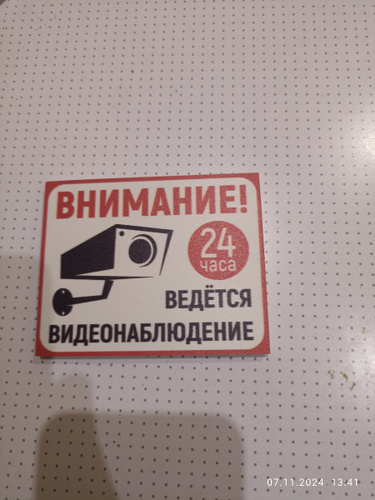 ВНИМАНИЕ!
24
часа
ВЕДЁТСЯ
ВИДЕОНАБЛЮДЕНИЕ
07.11.2024 13:41